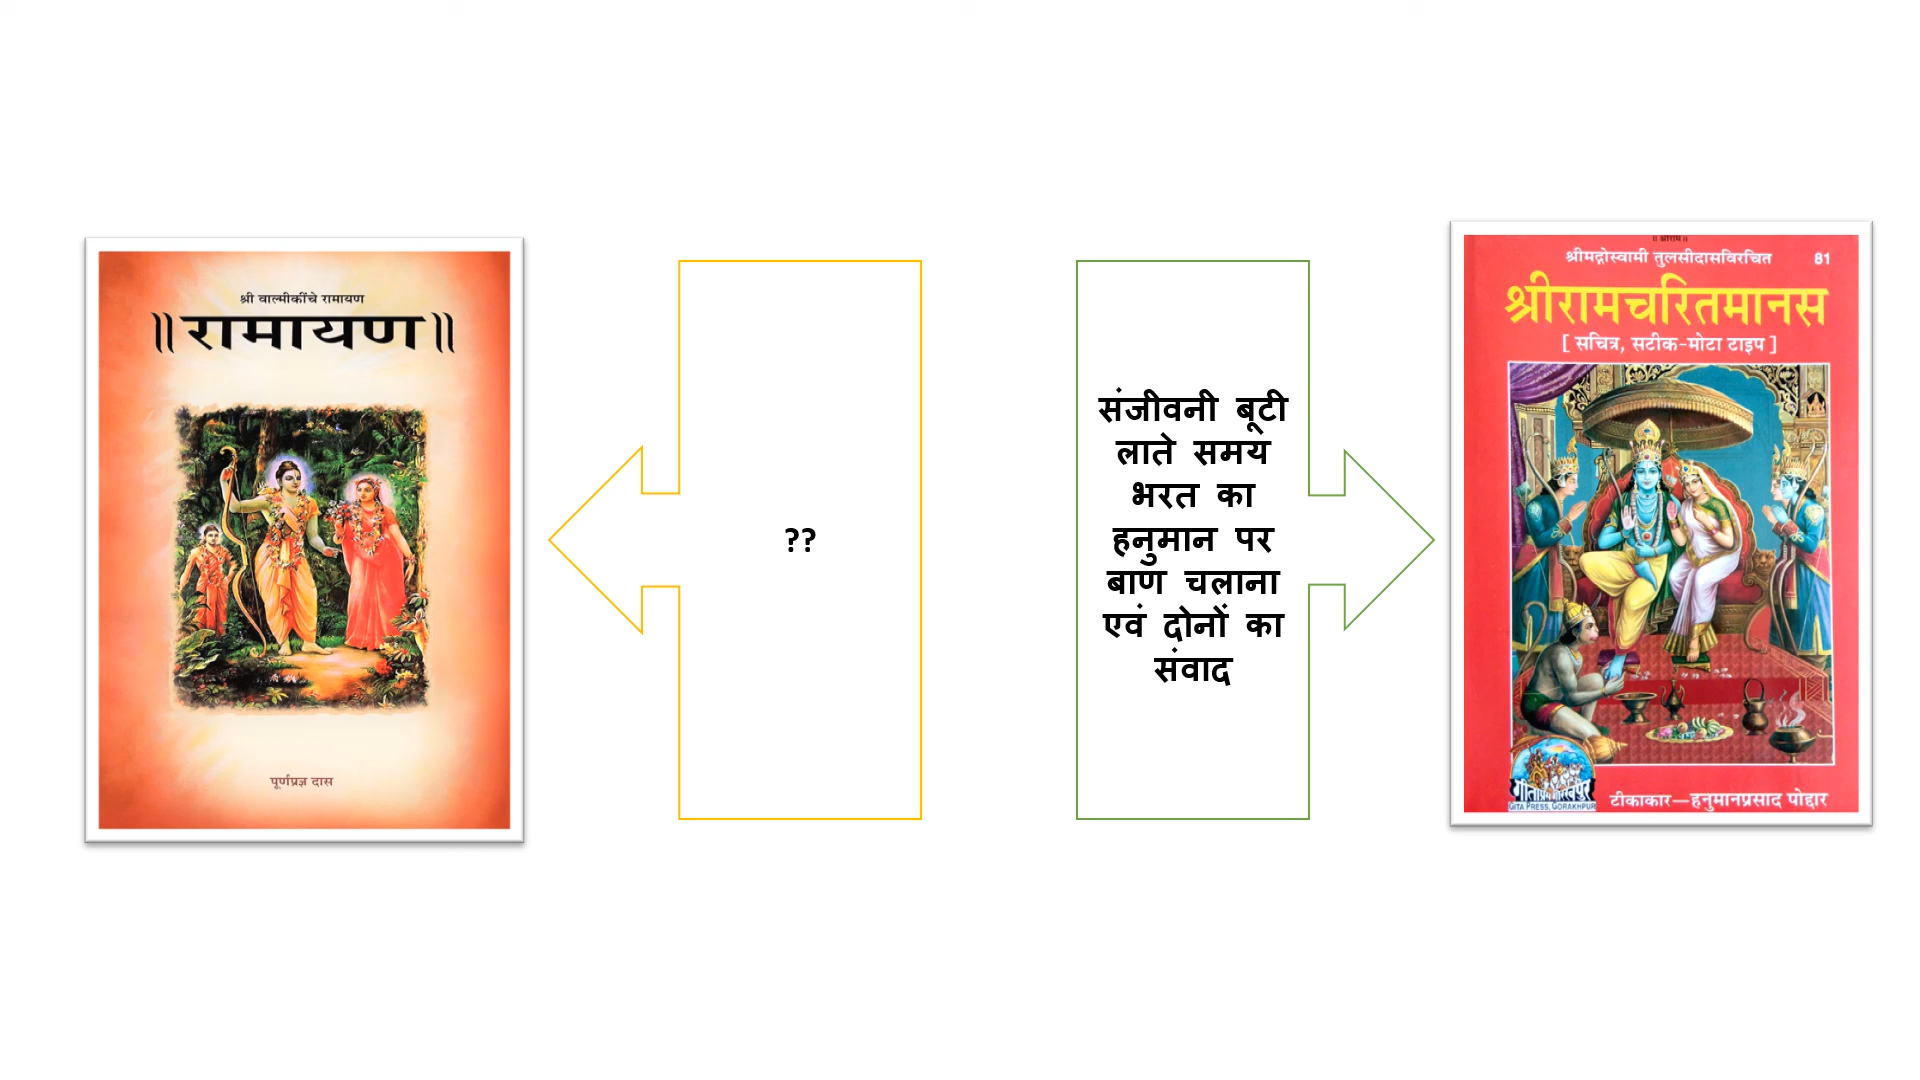 श्री वाल्मीकींचे रामायण
॥रामायण॥
पूर्णप्रज्ञ दास
??
संजीवनी बूटी
लाते समय
भरत का
हनुमान पर
बाण चलाना
एवं दोनों का
संवाद
॥ श्रीराम ॥
श्रीमद्गोस्वामी तुलसीदासविरचित 81
श्रीरामचरितमानस
[ सचित्र, सटीक-मोटा टाइप ]
गीताप्रेस गोरखपुर
GITA PRESS, GORAKHPUR
टीकाकार—हनुमानप्रसाद पोद्दार